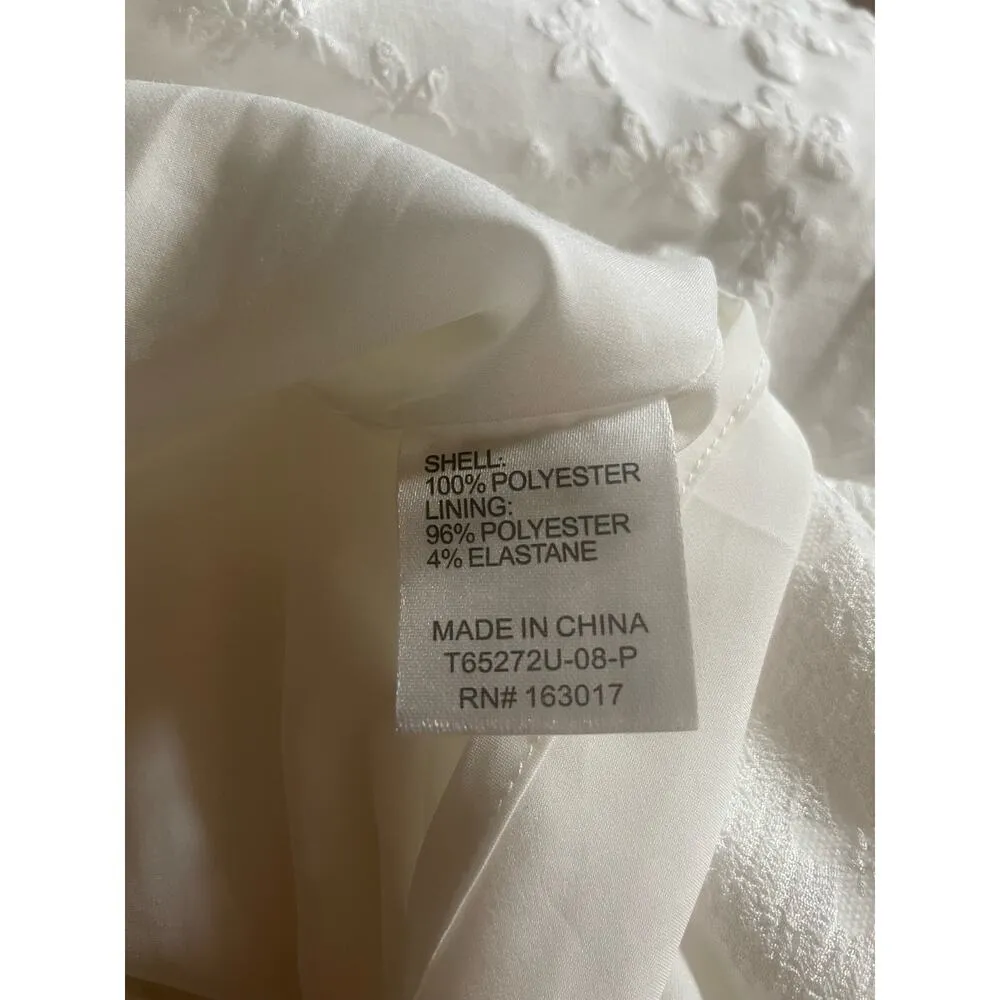 SHELL:
100% POLYESTER
LINING:
96% POLYESTER
4% ELASTANE
MADE IN CHINA
T65272U-08-P
RN# 163017